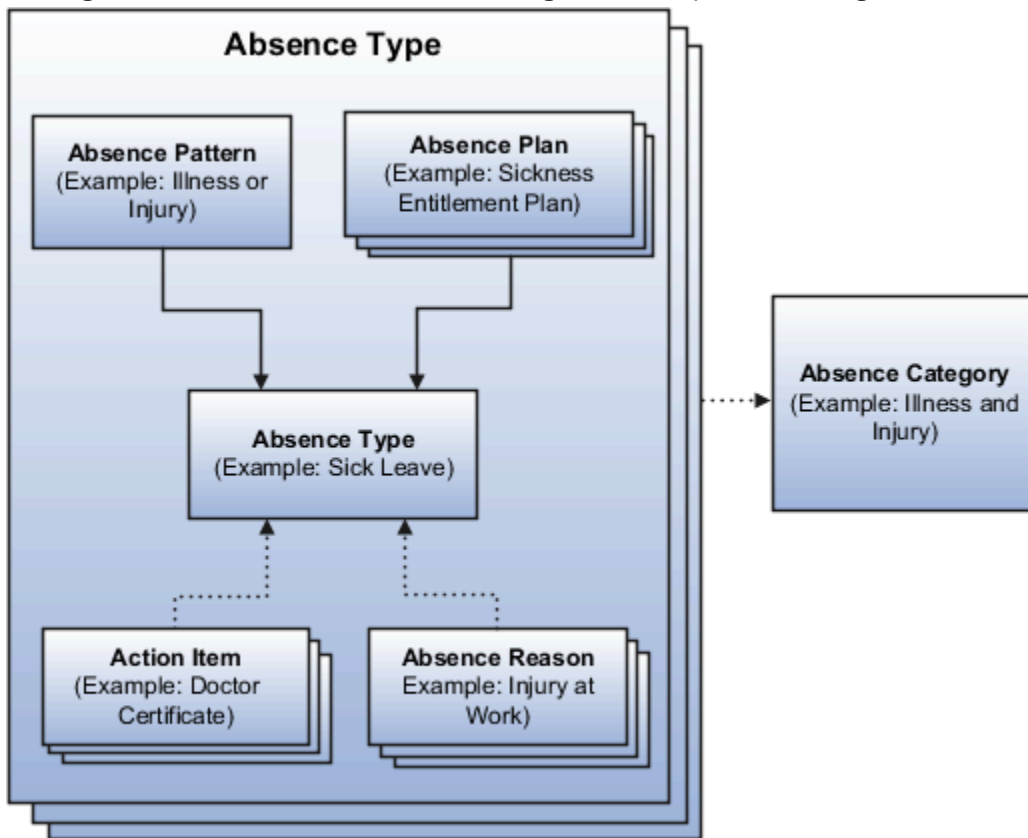 Absence Type
Absence Pattern
(Example: Illness or
Injury)
Absence Plan
(Example: Sickness
Entitlement Plan)
Absence Type
(Example: Sick Leave)
Absence Category
(Example: Illness and
Injury)
Action Item
(Example: Doctor
Certificate)
Absence Reason
Example: Injury at
Work)